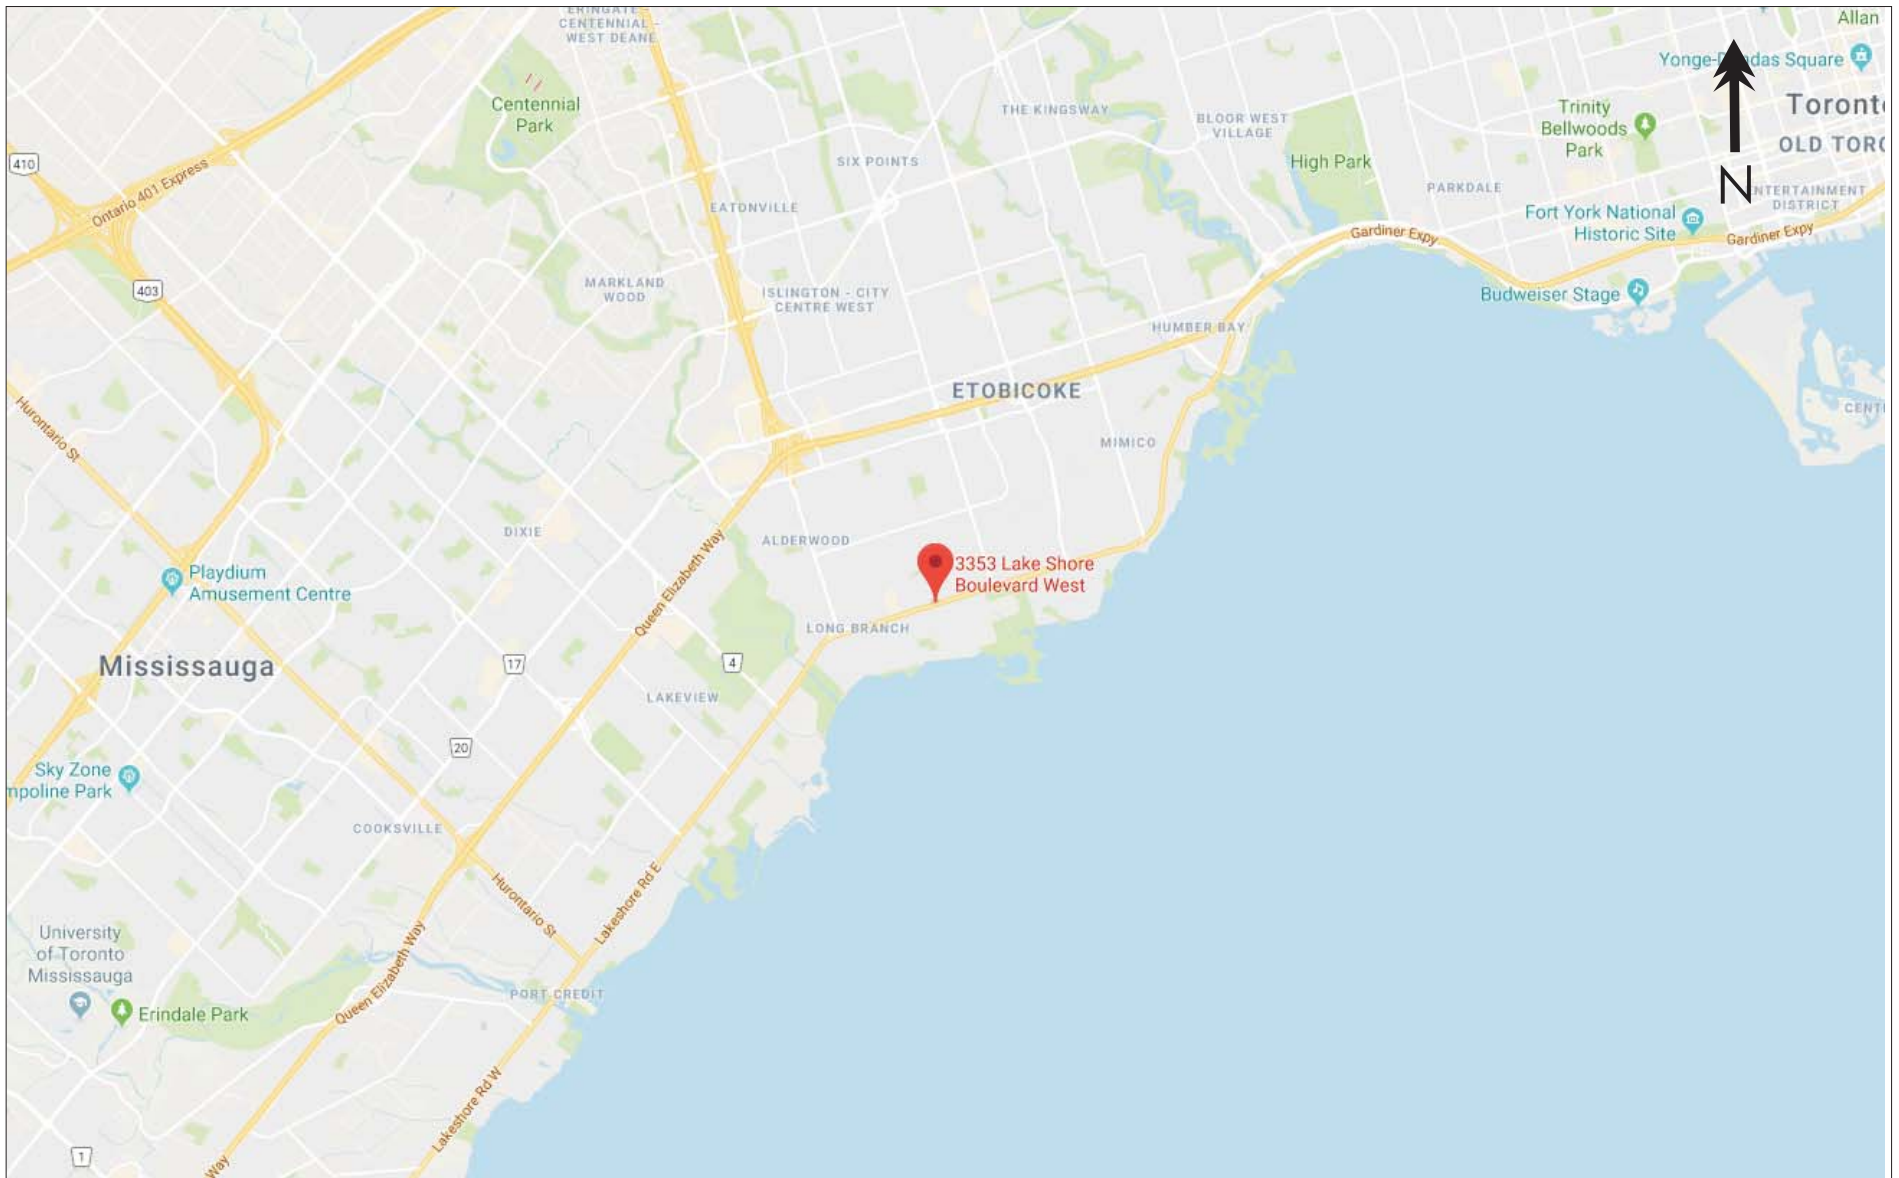 ERINGATE
CENTENNIAL -
WEST DEANE
Allan
Yonge-Dundas Square
Centennial
Park
THE KINGSWAY
BLOOR WEST
VILLAGE
Trinity
Bellwoods
Park
Toronto
OLD TORO
410
Ontario 401 Express
SIX POINTS
High Park
PARKDALE
N
ENTERTAINMENT
DISTRICT
EATONVILLE
Fort York National
Historic Site
Gardiner Expy
Gardiner Expy
403
MARKLAND
WOOD
ISLINGTON - CITY
CENTRE WEST
Budweiser Stage
HUMBER BAY
Hurontario St
ETOBICOKE
CENT
MIMICO
DIXIE
ALDERWOOD
Queen Elizabeth Way
3353 Lake Shore
Boulevard West
Playdium
Amusement Centre
LONG BRANCH
Mississauga
17
4
LAKEVIEW
20
Sky Zone
mpoline Park
COOKSVILLE
Hurontario St
Lakeshore Rd E
University
of Toronto
Mississauga
Queen Elizabeth Way
PORT CREDIT
Erindale Park
Lakeshore Rd W
1
Way